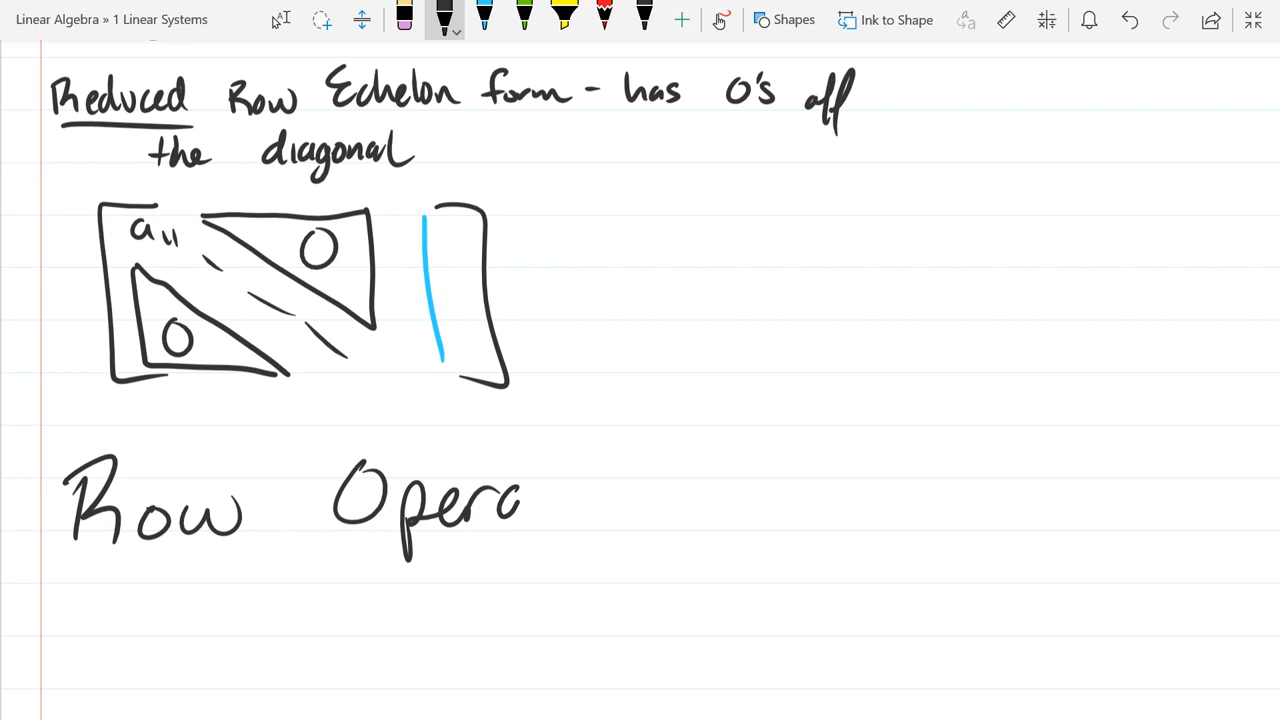 Linear Algebra » 1 Linear Systems
Shapes
Ink to Shape
Reduced Row Echelon form - has 0's off
the diagonal
a11
0
0
Row Opera